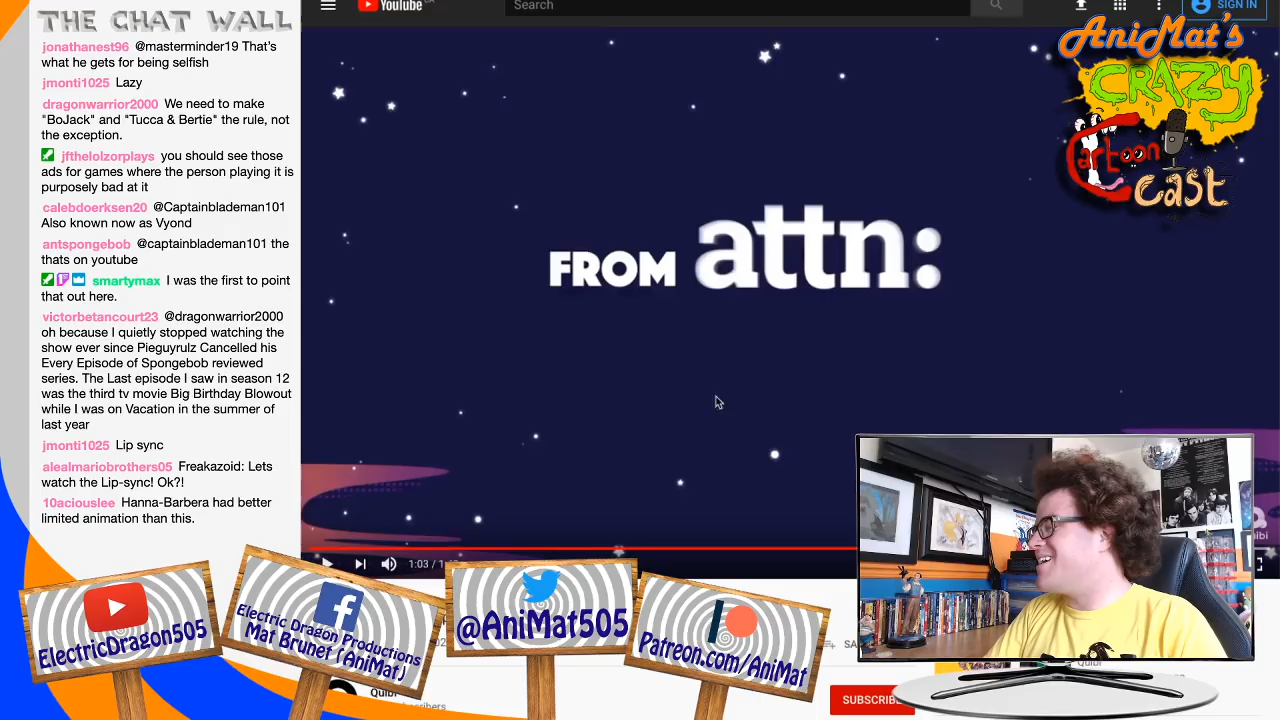 THE CHAT WALL
jonathanest96 @masterminder19 That's
what he gets for being selfish
jmonti1025 Lazy
dragonwarrior2000 We need to make
"BoJack" and "Tucca & Bertie" the rule, not
the exception.
jfthelolzorplays you should see those
ads for games where the person playing it is
purposely bad at it
calebdoerksen20 @Captainblademan101
Also known now as Vyond
antspongebob @captainblademan101 the
thats on youtube
smartymax I was the first to point
that out here.
victorbetancourt23 @dragonwarrior2000
oh because I quietly stopped watching the
show ever since Pieguyrulz Cancelled his
Every Episode of Spongebob reviewed
series. The Last episode I saw in season 12
was the third tv movie Big Birthday Blowout
while I was on Vacation in the summer of
last year
jmonti1025 Lip sync
alealmariobrothers05 Freakazoid: Lets
watch the Lip-sync! Ok?!
10aciouslee Hanna-Barbera had better
limited animation than this.
YouTube
Search
SIGN IN
AniMat's
CRAZY
Cartoon
Cast
FROM attn:
1:03
ElectricDragon505
Electric Dragon Productions
Mat Brunet (AniMat)
@AniMat505
Patreon.com/AniMat
Quibi
SUBSCRIBE